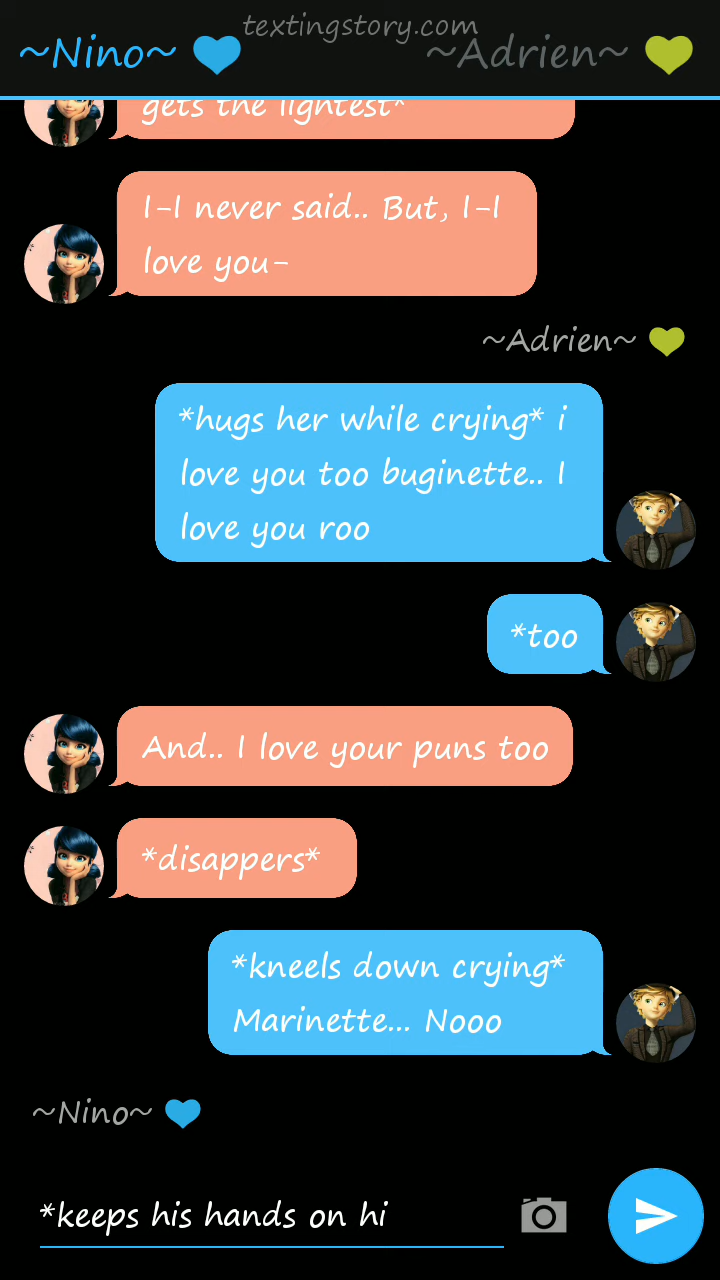 textingstory.com
~Nino~ ~Adrien~
gets the lightest*
I-I never said.. But, I-I
love you-
~Adrien~
*hugs her while crying* i
love you too buginette.. I
love you roo
*too
And.. I love your puns too
*disappers*
*kneels down crying*
Marinette... Nooo
~Nino~
*keeps his hands on hi